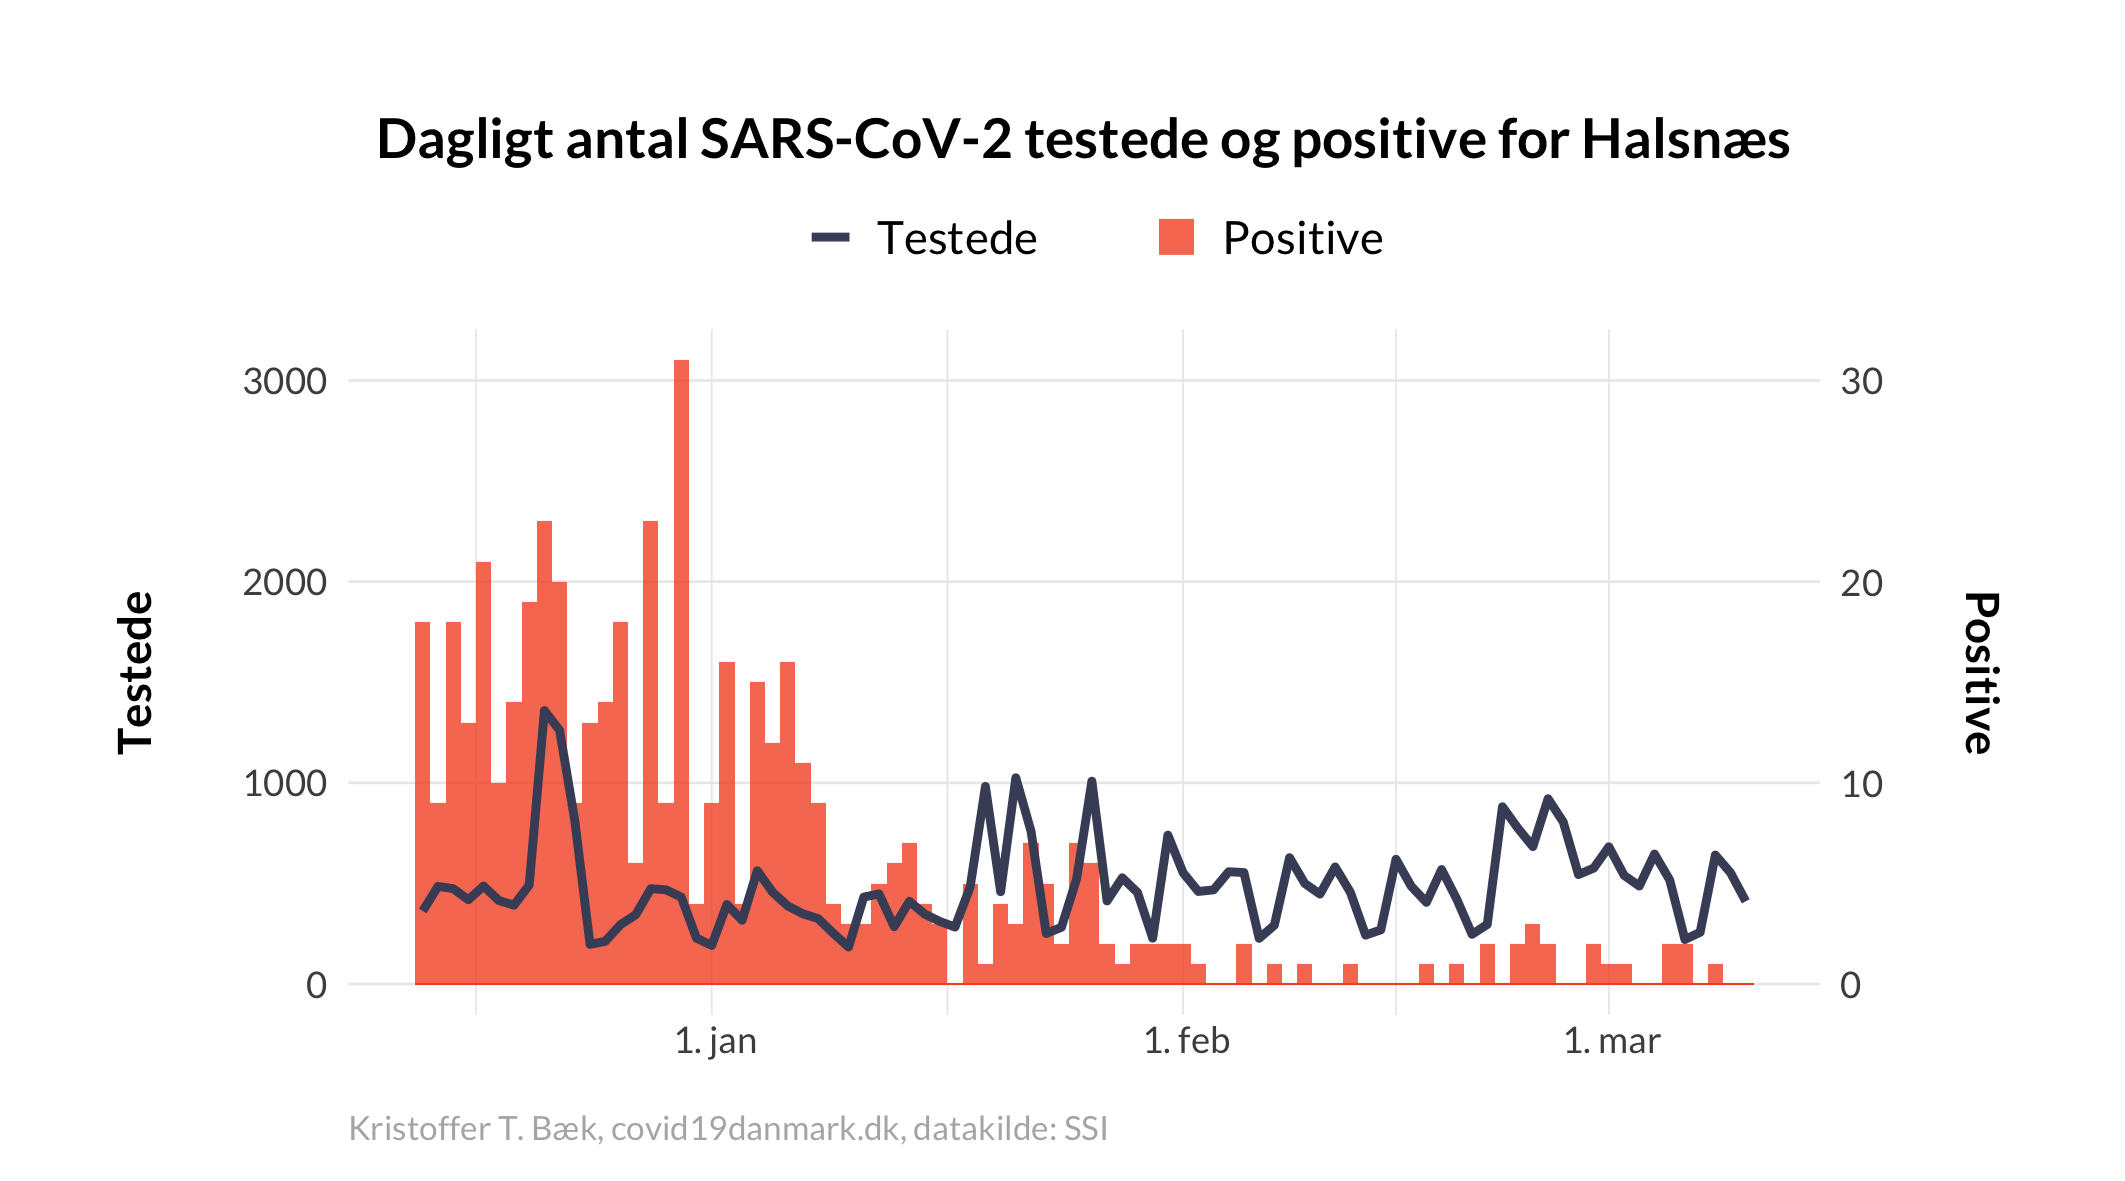 Dagligt antal SARS-CoV-2 testede og positive for Halsnæs
Testede Positive
3000 30
2000 20
1000 10
0 0
Testede
Positive
1. jan 1. feb 1. mar
Kristoffer T. Bæk, covid19danmark.dk, datakilde: SSI